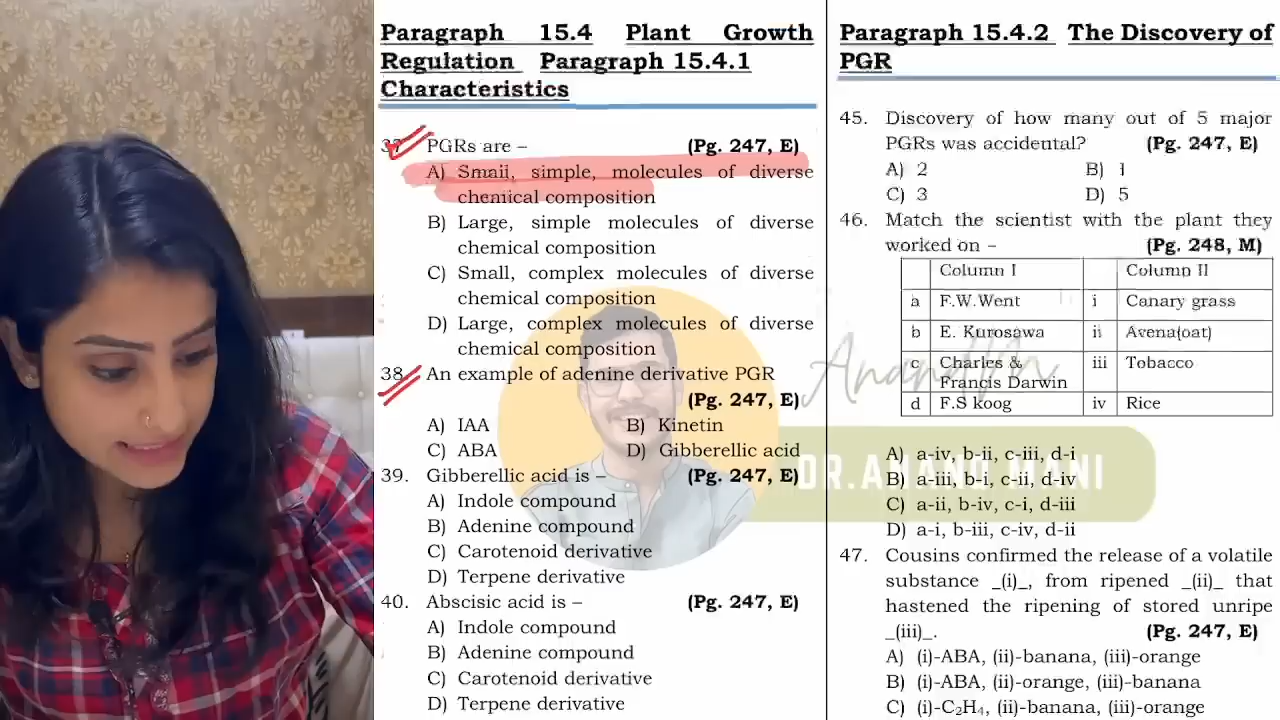 Paragraph 15.4 Plant Growth
Regulation Paragraph 15.4.1
Characteristics
37. PGRs are – (Pg. 247, E)
A) Small, simple, molecules of diverse
chemical composition
B) Large, simple molecules of diverse
chemical composition
C) Small, complex molecules of diverse
chemical composition
D) Large, complex molecules of diverse
chemical composition
38. An example of adenine derivative PGR
(Pg. 247, E)
A) IAA B) Kinetin
C) ABA D) Gibberellic acid
39. Gibberellic acid is – (Pg. 247, E)
A) Indole compound
B) Adenine compound
C) Carotenoid derivative
D) Terpene derivative
40. Abscisic acid is – (Pg. 247, E)
A) Indole compound
B) Adenine compound
C) Carotenoid derivative
D) Terpene derivative
Paragraph 15.4.2 The Discovery of
PGR
45. Discovery of how many out of 5 major
PGRs was accidental? (Pg. 247, E)
A) 2 B) 1
C) 3 D) 5
46. Match the scientist with the plant they
worked on – (Pg. 248, M)
Column I Column II
a F.W.Went i Canary grass
b E. Kurosawa ii Avena(oat)
c Charles & iii Tobacco
Francis Darwin
d F.S koog iv Rice
A) a-iv, b-ii, c-iii, d-i
B) a-iii, b-i, c-ii, d-iv
C) a-ii, b-iv, c-i, d-iii
D) a-i, b-iii, c-iv, d-ii
47. Cousins confirmed the release of a volatile
substance _(i)_, from ripened _(ii)_ that
hastened the ripening of stored unripe
_(iii)_. (Pg. 247, E)
A) (i)-ABA, (ii)-banana, (iii)-orange
B) (i)-ABA, (ii)-orange, (iii)-banana
C) (i)-C₂H₄, (ii)-banana, (iii)-orange
Anand M
DR.ANAND MANI